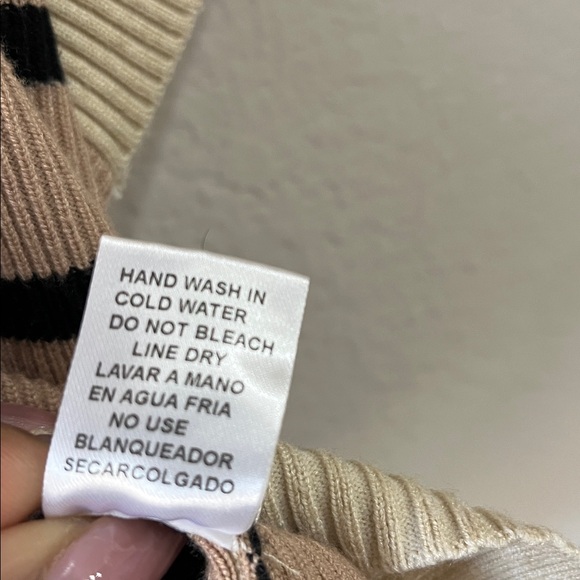 HAND WASH IN
COLD WATER
DO NOT BLEACH
LINE DRY
LAVAR A MANO
EN AGUA FRIA
NO USE
BLANQUEADOR
SECARCOLGADO